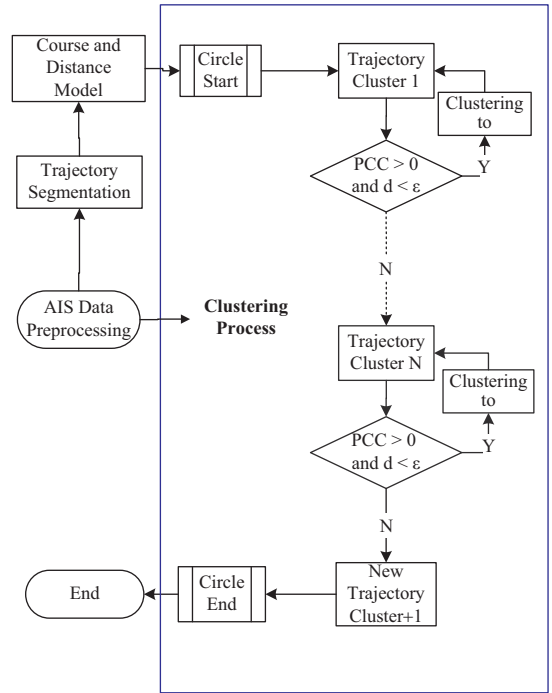 Course and
Distance
Model
Circle
Start
Trajectory
Cluster 1
Clustering
to
Y
PCC > 0
and d < ε
Trajectory
Segmentation
N
AIS Data
Preprocessing
Clustering
Process
Trajectory
Cluster N
Clustering
to
Y
PCC > 0
and d < ε
N
New
Trajectory
Cluster+1
Circle
End
End